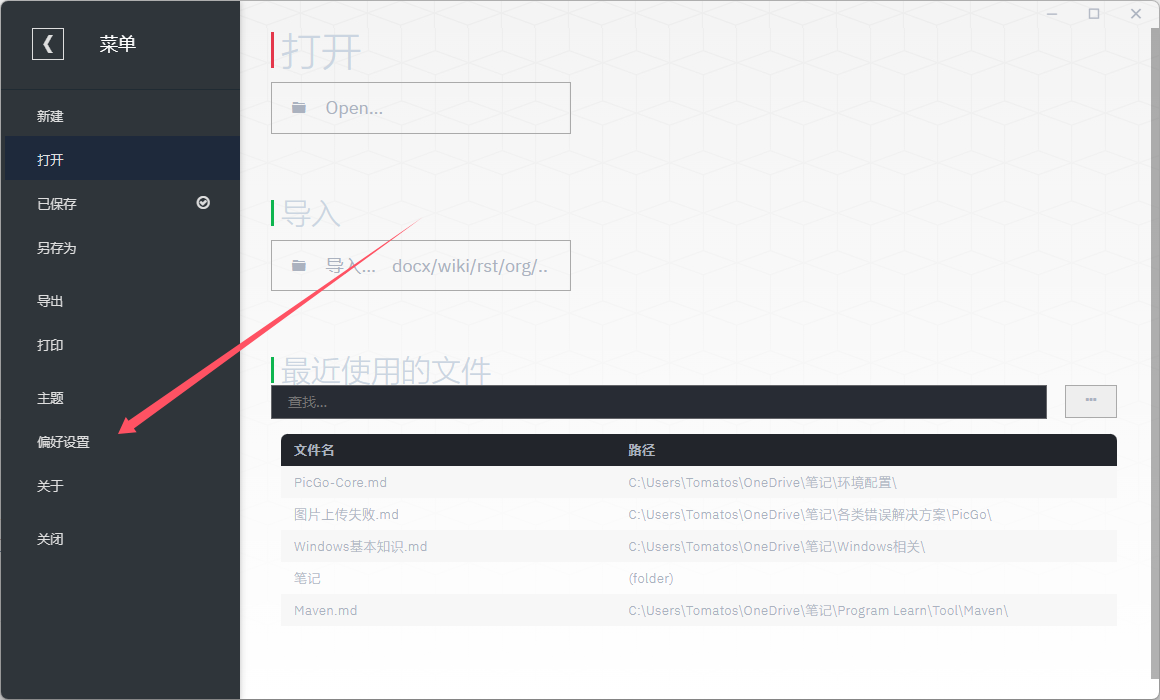 菜单
新建
打开
已保存
另存为
导出
打印
主题
偏好设置
关于
关闭
打开
Open...
导入
导入... docx/wiki/rst/org/..
最近使用的文件
查找...
文件名 路径
PicGo-Core.md C:\Users\Tomatos\OneDrive\笔记\环境配置\
图片上传失败.md C:\Users\Tomatos\OneDrive\笔记\各类错误解决方案\PicGo\
Windows基本知识.md C:\Users\Tomatos\OneDrive\笔记\Windows相关\
笔记 (folder)
Maven.md C:\Users\Tomatos\OneDrive\笔记\Program Learn\Tool\Maven\